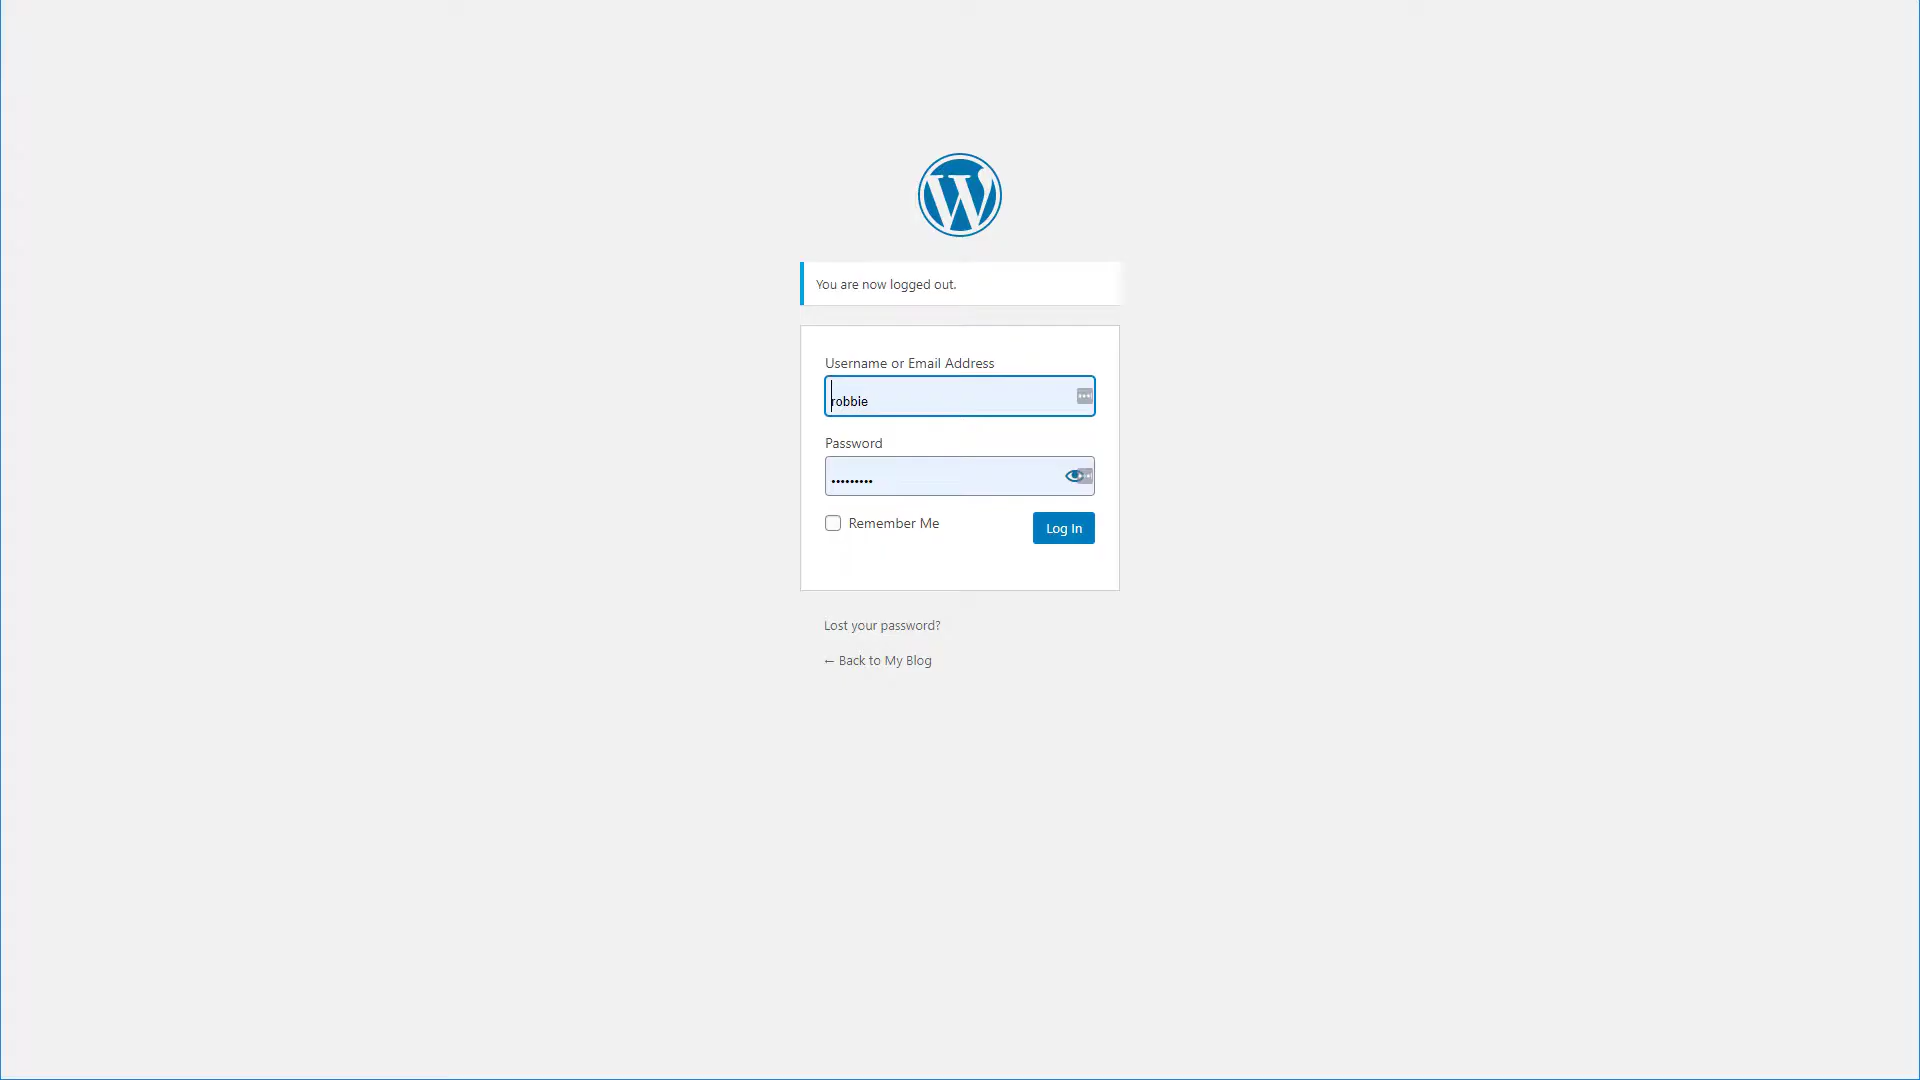 You are now logged out.
Username or Email Address
robbie
Password
•••••••••
Remember Me
Log In
Lost your password?
← Back to My Blog